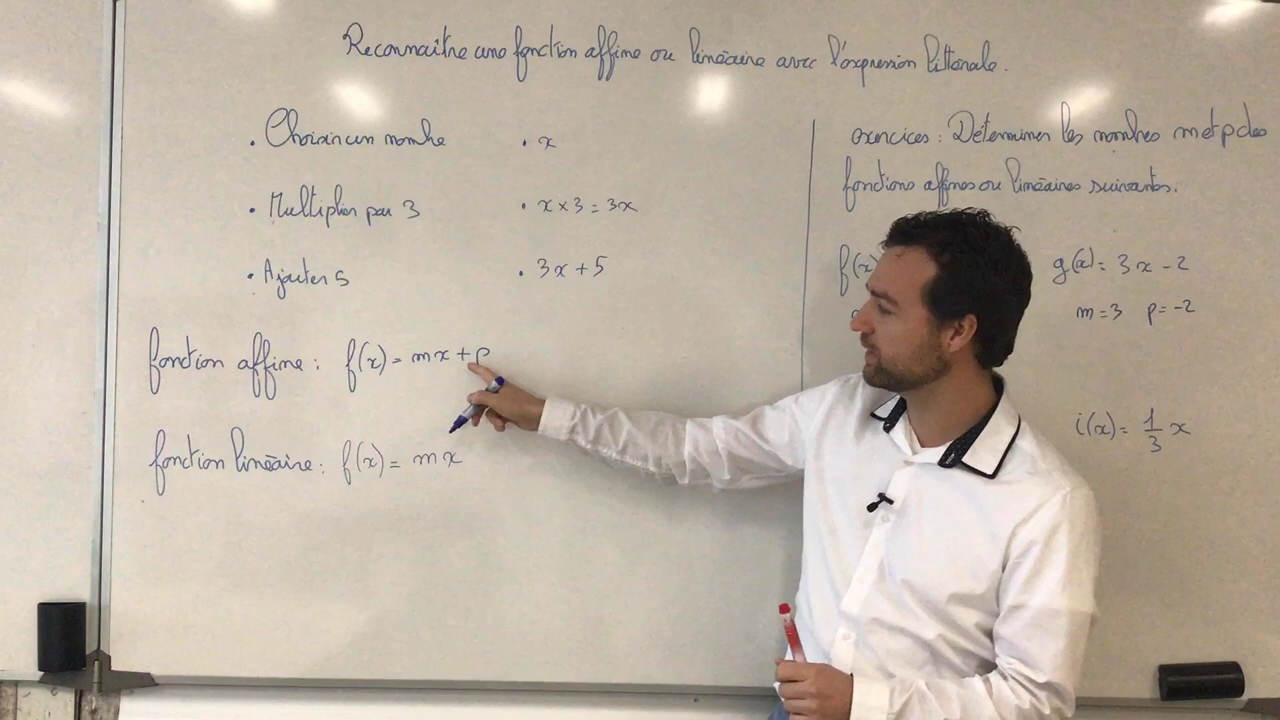 Reconnaître une fonction affine ou linéaire avec l'expression littérale.
. Choisir un nombre
. x
. Multiplier par 3
. x × 3 = 3x
. Ajouter 5
. 3x + 5
fonction affine : f(x) = mx + p
fonction linéaire : f(x) = mx
exercices : Déterminer les nombres m et p des
fonctions affines ou linéaires suivantes.
f(x)
g(x) = 3x - 2
m = 3 p = -2
i(x) = 1/3 x